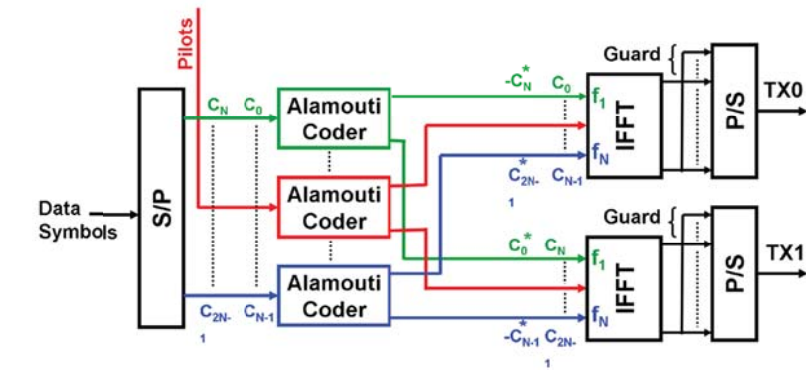 Pilots
Data
Symbols
S/P
C_N C_0
C_2N-
1
C_N-1
Alamouti
Coder
Alamouti
Coder
Alamouti
Coder
-C_N^* C_0
f_1
f_N
C_2N-^* C_N-1
1
IFFT
Guard {
P/S
TX0
C_0^* C_N
f_1
f_N
-C_N-1^* C_2N-
1
IFFT
Guard {
P/S
TX1